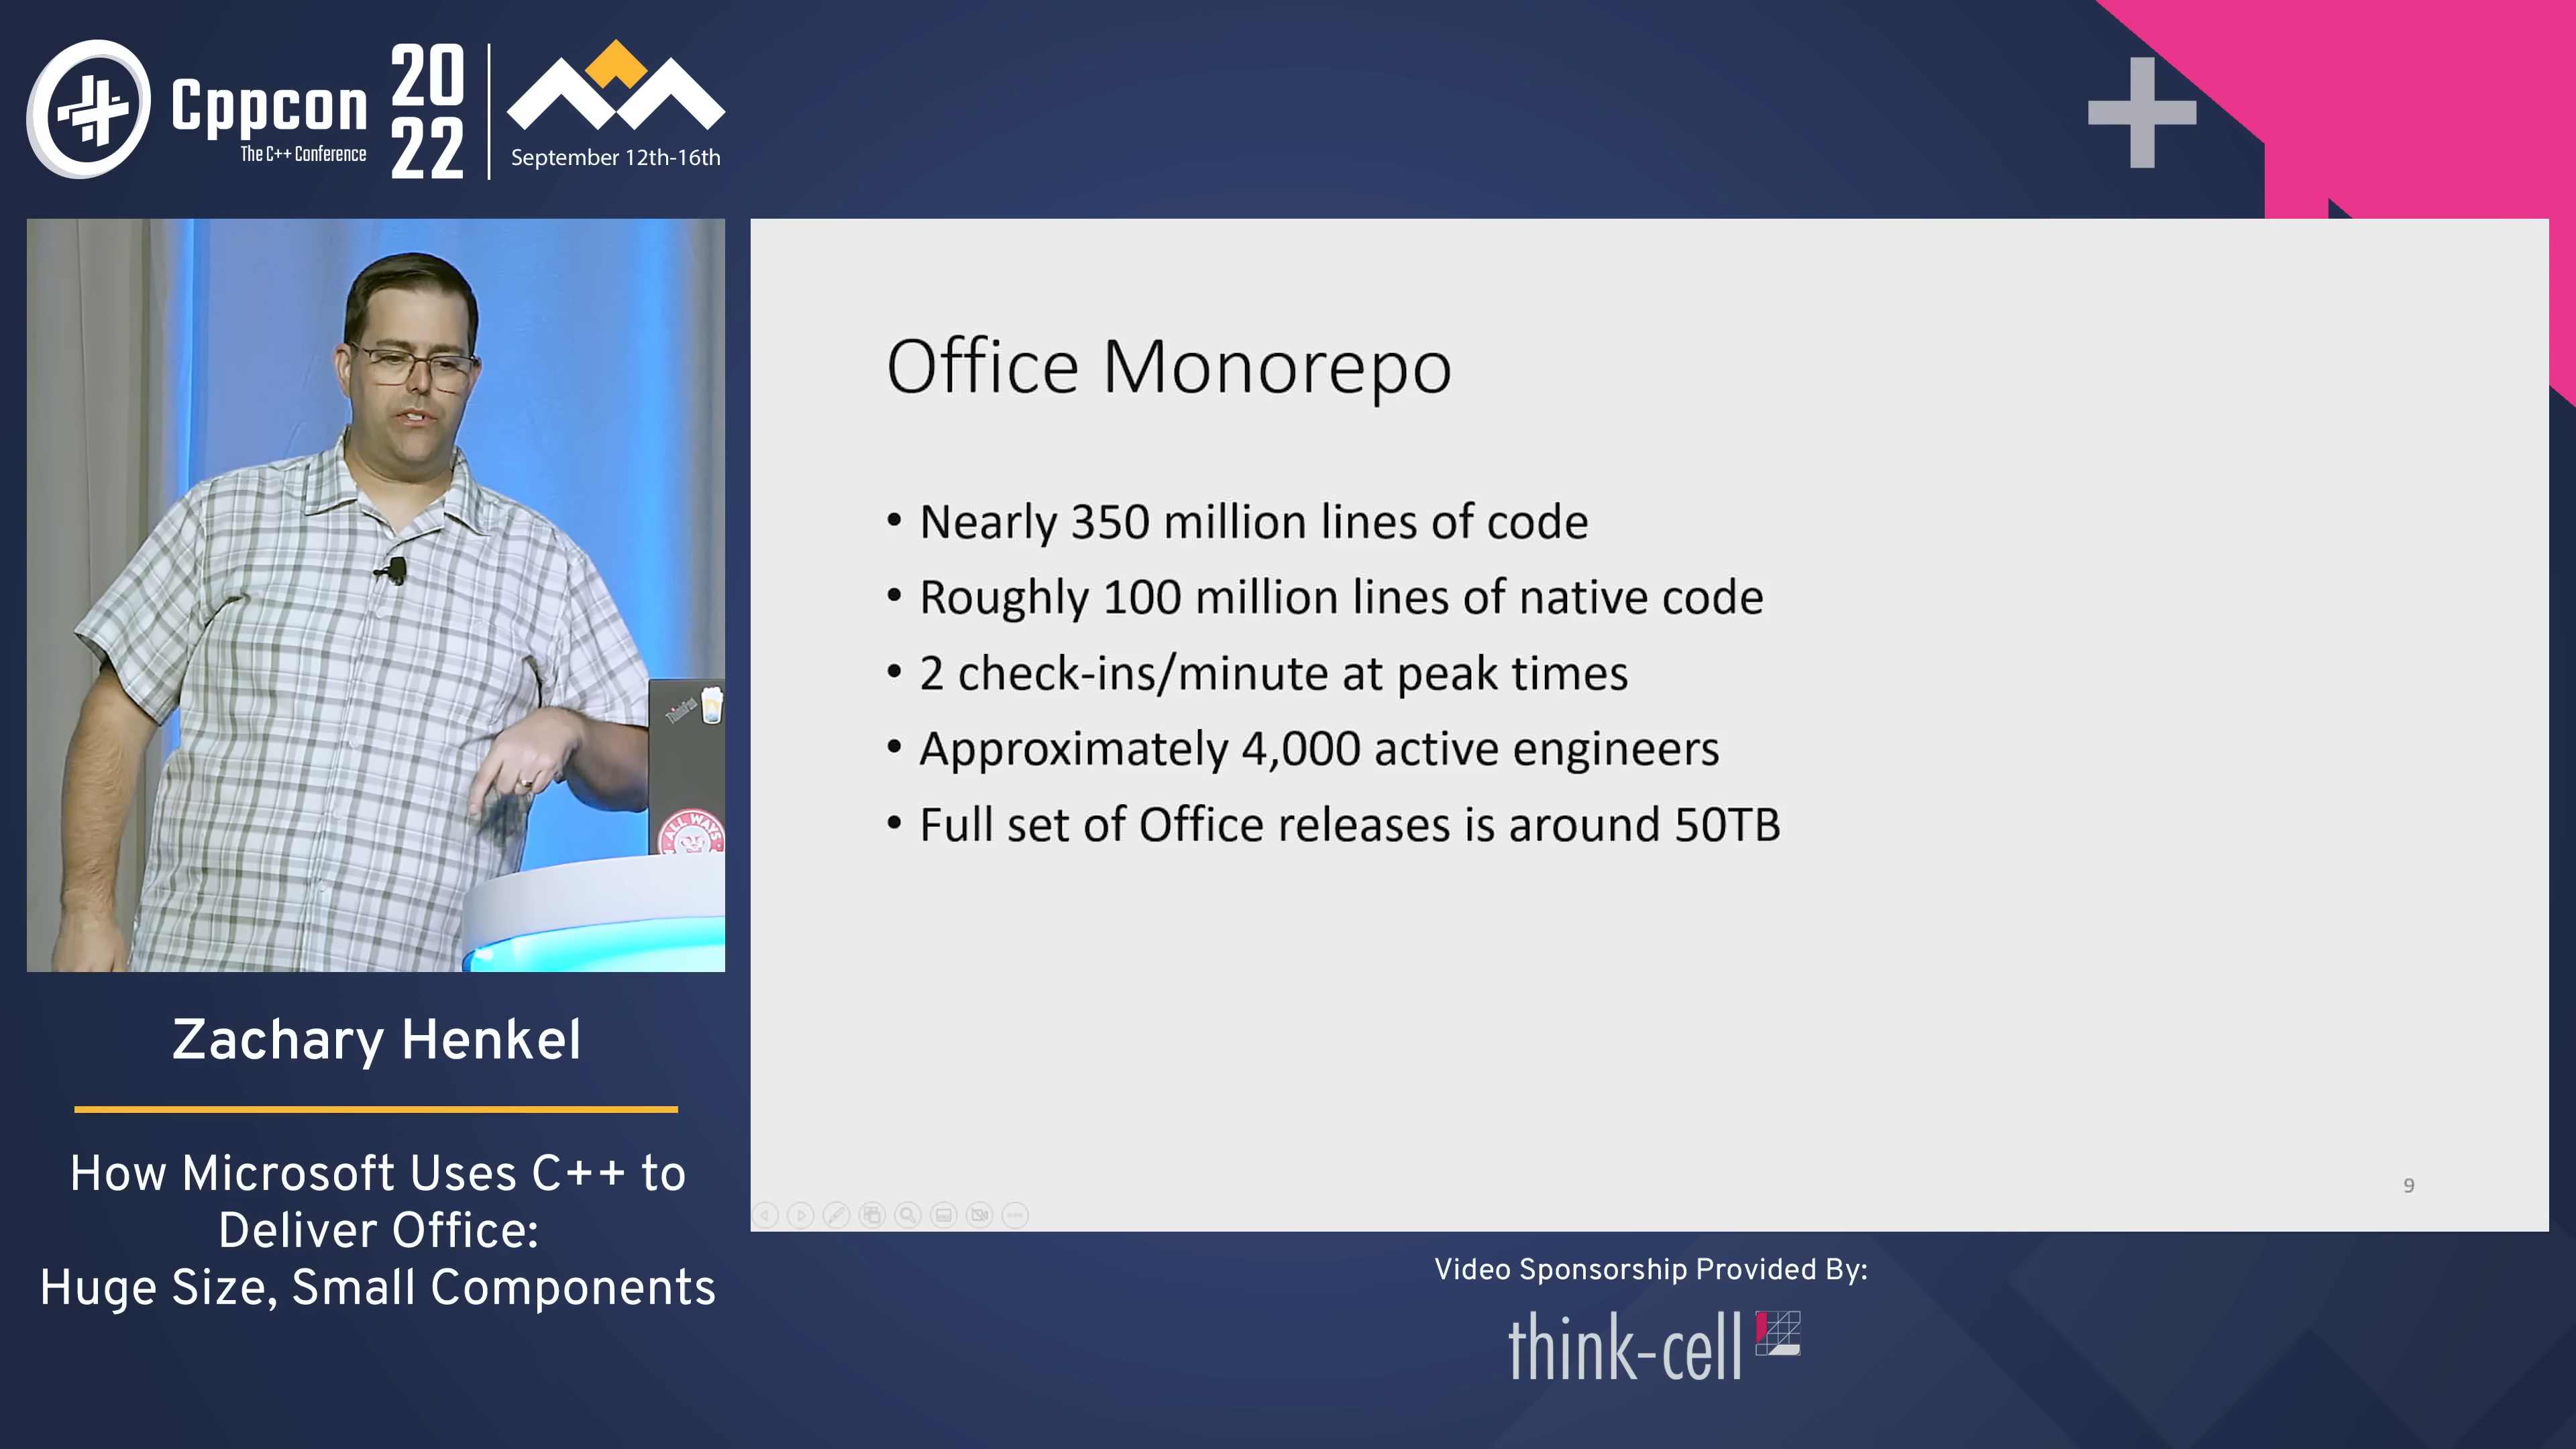 Cppcon
The C++ Conference
20
22
September 12th-16th
Office Monorepo
• Nearly 350 million lines of code
• Roughly 100 million lines of native code
• 2 check-ins/minute at peak times
• Approximately 4,000 active engineers
• Full set of Office releases is around 50TB
9
ThinkPad
ALL WAYS
Zachary Henkel
How Microsoft Uses C++ to
Deliver Office:
Huge Size, Small Components
Video Sponsorship Provided By:
think-cell